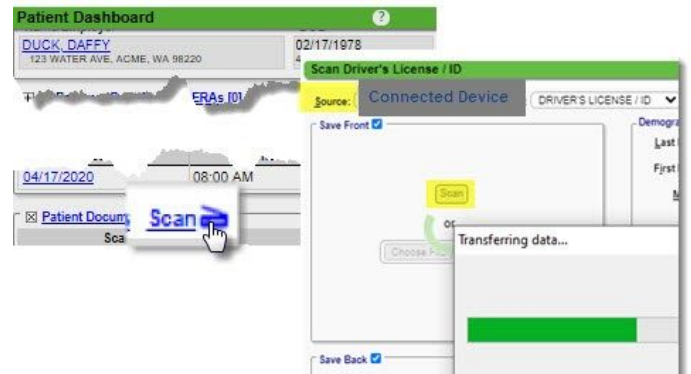 Patient Dashboard ?
DUCK, DAFFY 02/17/1978
123 WATER AVE, ACME, WA 98220
ERAs [0]
04/17/2020 08:00 AM
Patient Docum
Sca
Scan
Scan Driver's License / ID
Source: Connected Device : DRIVER'S LICENSE / ID
Save Front
Scan
or
Choose
Demogra
Last
First
Transferring data...
Save Back